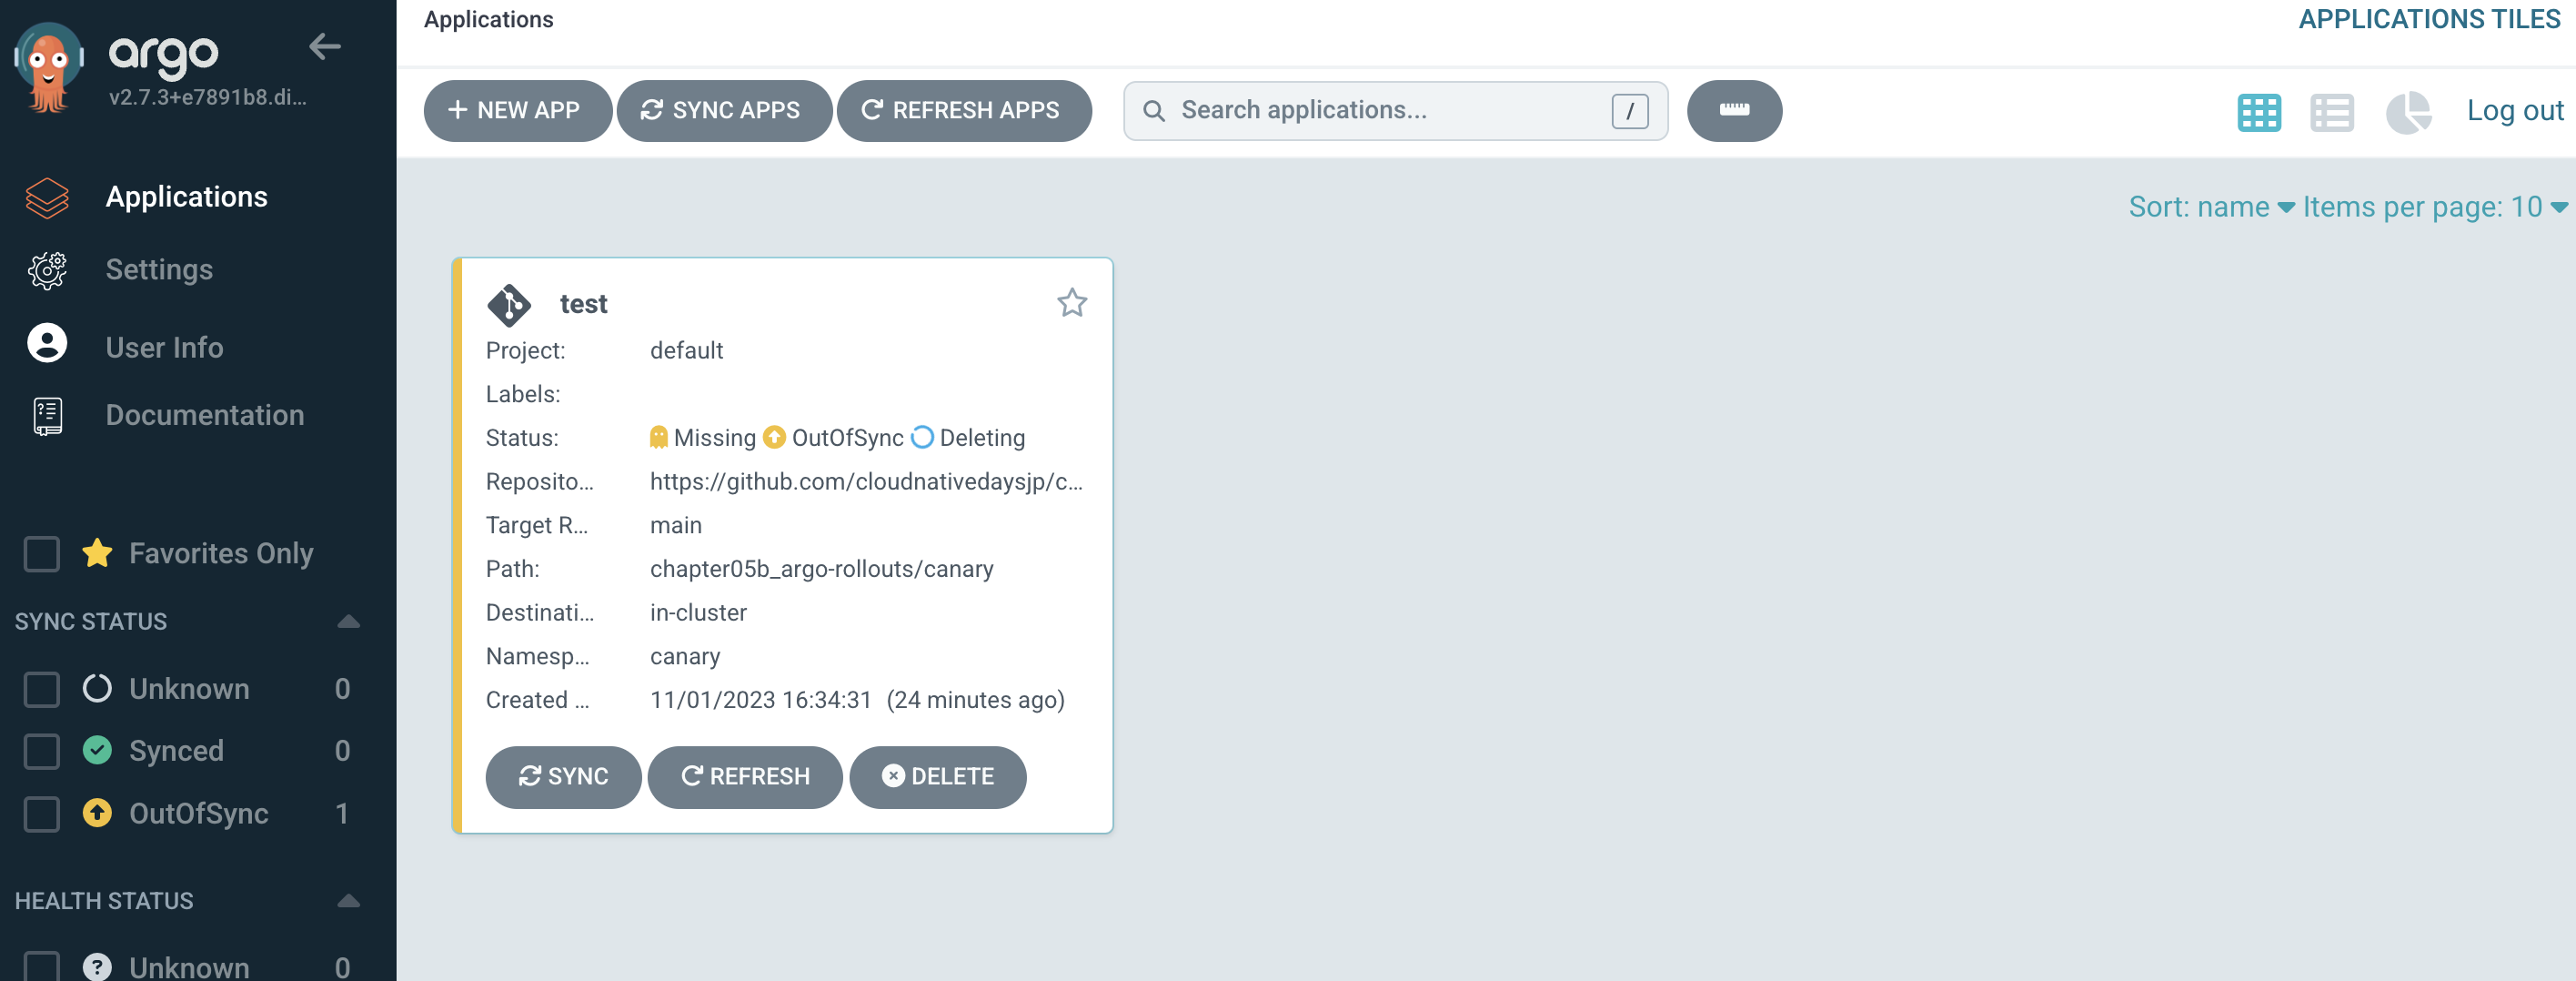 argo
v2.7.3+e7891b8.di...
Applications
Settings
User Info
Documentation
Favorites Only
SYNC STATUS
Unknown 0
Synced 0
OutOfSync 1
HEALTH STATUS
Unknown 0
Applications
APPLICATIONS TILES
NEW APP SYNC APPS REFRESH APPS Search applications... / Log out
Sort: name Items per page: 10
test
Project: default
Labels:
Status: Missing OutOfSync Deleting
Reposito... https://github.com/cloudnativedaysjp/c...
Target R... main
Path: chapter05b_argo-rollouts/canary
Destinati... in-cluster
Namesp... canary
Created ... 11/01/2023 16:34:31 (24 minutes ago)
SYNC REFRESH DELETE